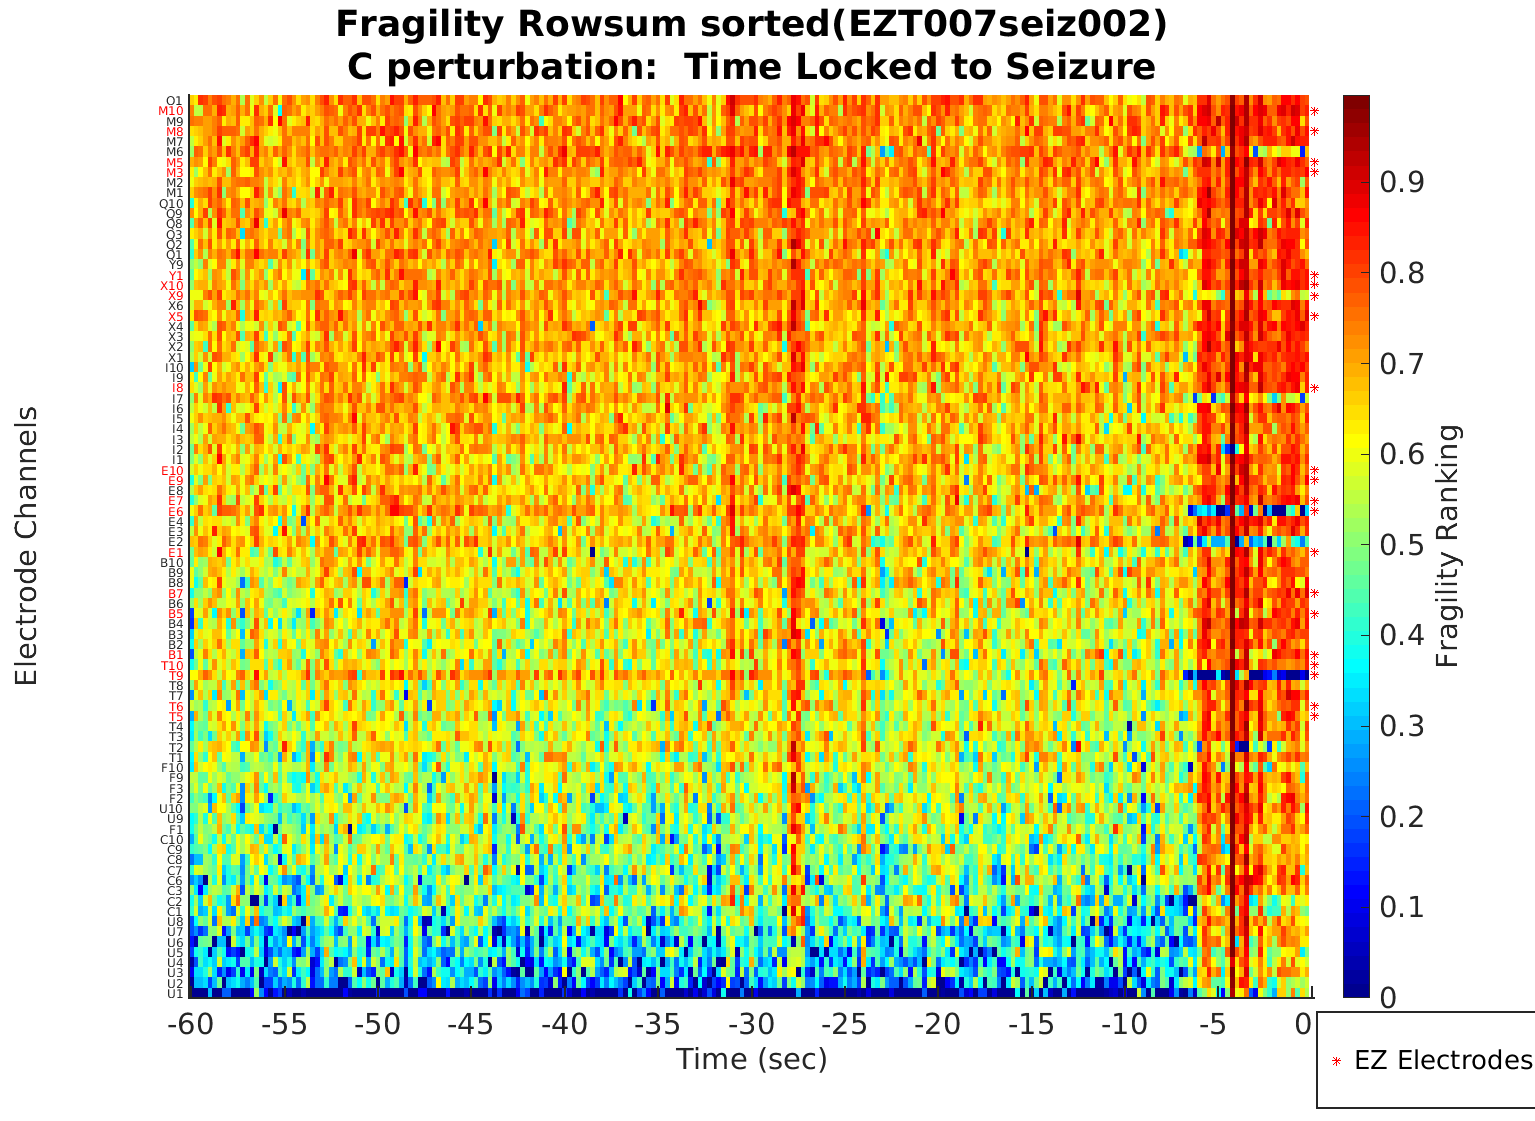 Fragility Rowsum sorted(EZT007seiz002)
C perturbation:  Time Locked to Seizure
Electrode Channels
O1
M10
M9
M8
M7
M6
M5
M3
M2
M1
Q10
Q9
Q8
Q3
Q2
Q1
Y9
Y1
X10
X9
X6
X5
X4
X3
X2
X1
I10
I9
I8
I7
I6
I5
I4
I3
I2
I1
E10
E9
E8
E7
E6
E4
E3
E2
E1
B10
B9
B8
B7
B6
B5
B4
B3
B2
B1
T10
T9
T8
T7
T6
T5
T4
T3
T2
T1
F10
F9
F3
F2
U10
U9
F1
C10
C9
C8
C7
C6
C3
C2
C1
U8
U7
U6
U5
U4
U3
U2
U1
-60 -55 -50 -45 -40 -35 -30 -25 -20 -15 -10 -5 0
Time (sec)
0.9
0.8
0.7
0.6
0.5
0.4
0.3
0.2
0.1
0
Fragility Ranking
EZ Electrodes